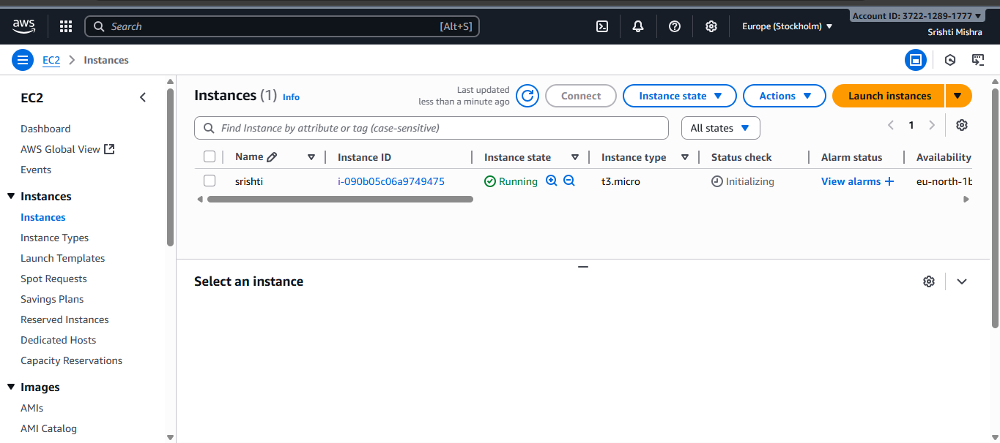 aws
Search [Alt+S]
Europe (Stockholm)
Account ID: 3722-1289-1777
Srishti Mishra
EC2 Instances
EC2
Dashboard
AWS Global View
Events
Instances
Instances
Instance Types
Launch Templates
Spot Requests
Savings Plans
Reserved Instances
Dedicated Hosts
Capacity Reservations
Images
AMIs
AMI Catalog
Instances (1) Info
Last updated
less than a minute ago
Connect Instance state Actions Launch instances
Find Instance by attribute or tag (case-sensitive) All states 1
Name Instance ID Instance state Instance type Status check Alarm status Availability
srishti i-090b05c06a9749475 Running t3.micro Initializing View alarms + eu-north-1b
Select an instance